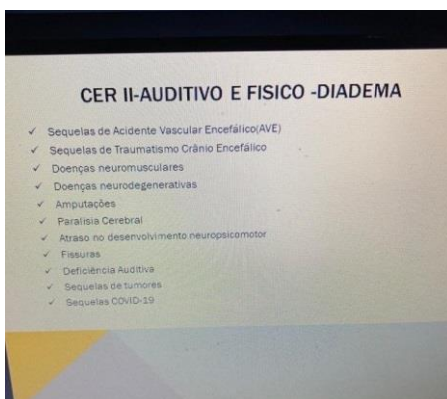 CER II-AUDITIVO E FISICO -DIADEMA
✓ Sequelas de Acidente Vascular Encefálico(AVE)
✓ Sequelas de Traumatismo Crânio Encefálico
✓ Doenças neuromusculares
✓ Doenças neurodegenerativas
✓ Amputações
✓ Paralisia Cerebral
✓ Atraso no desenvolvimento neuropsicomotor
✓ Fissuras
✓ Deficiência Auditiva
✓ Sequelas de tumores
✓ Sequelas COVID-19